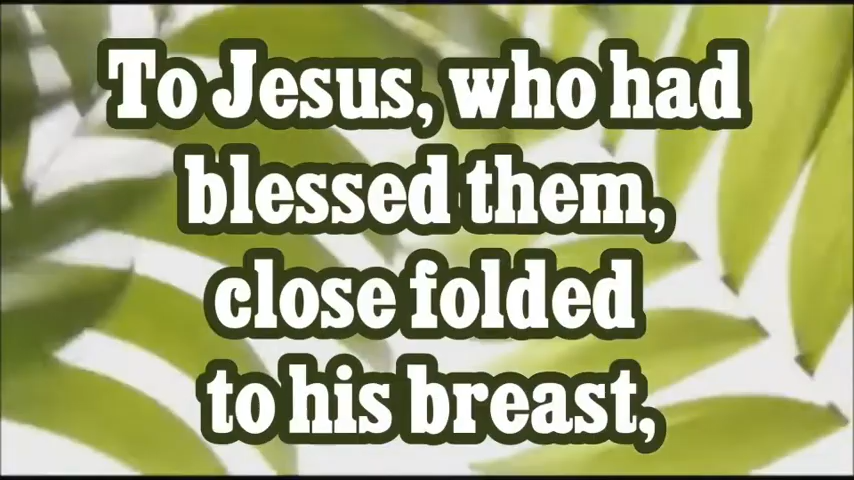 To Jesus, who had
blessed them,
close folded
to his breast,